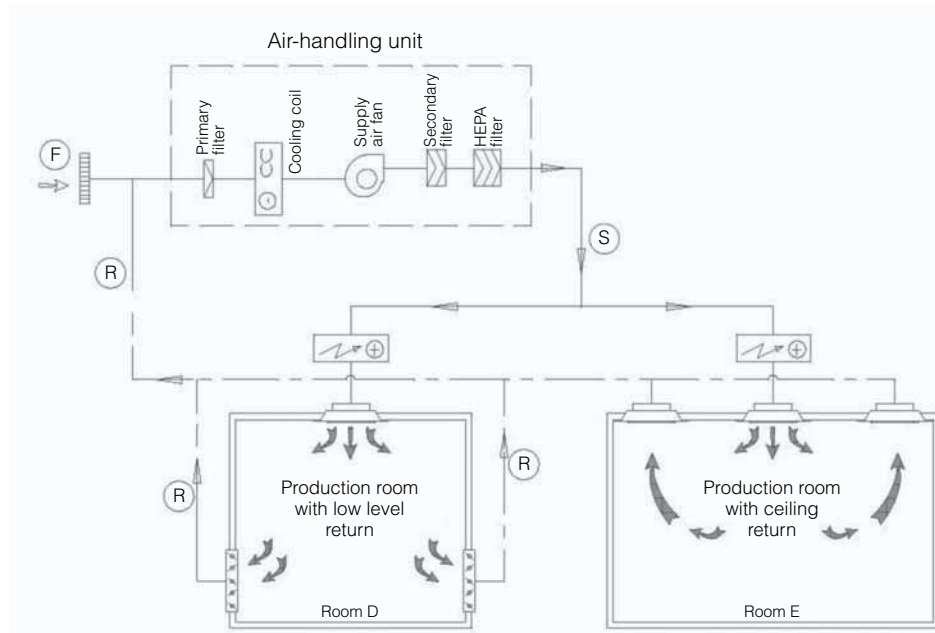 Air-handling unit
Primary
filter
Cooling coil
Supply
air fan
Secondary
filter
HEPA
filter
F
R
S
R
R
Production room
with low level
return
Room D
Production room
with ceiling
return
Room E